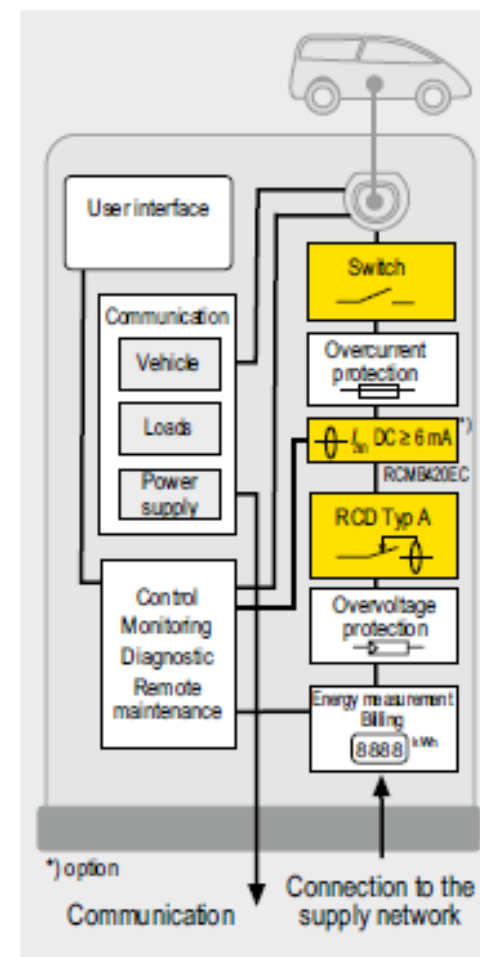 User interface
Communication
Vehicle
Loads
Power
supply
Control
Monitoring
Diagnostic
Remote
maintenance
Switch
Overcurrent
protection
IΔn DC ≥ 6 mA *)
RCMB420EC
RCD Typ A
Overvoltage
protection
Energy measurement
Billing
8888 kWh
*) option
Communication
Connection to the
supply network